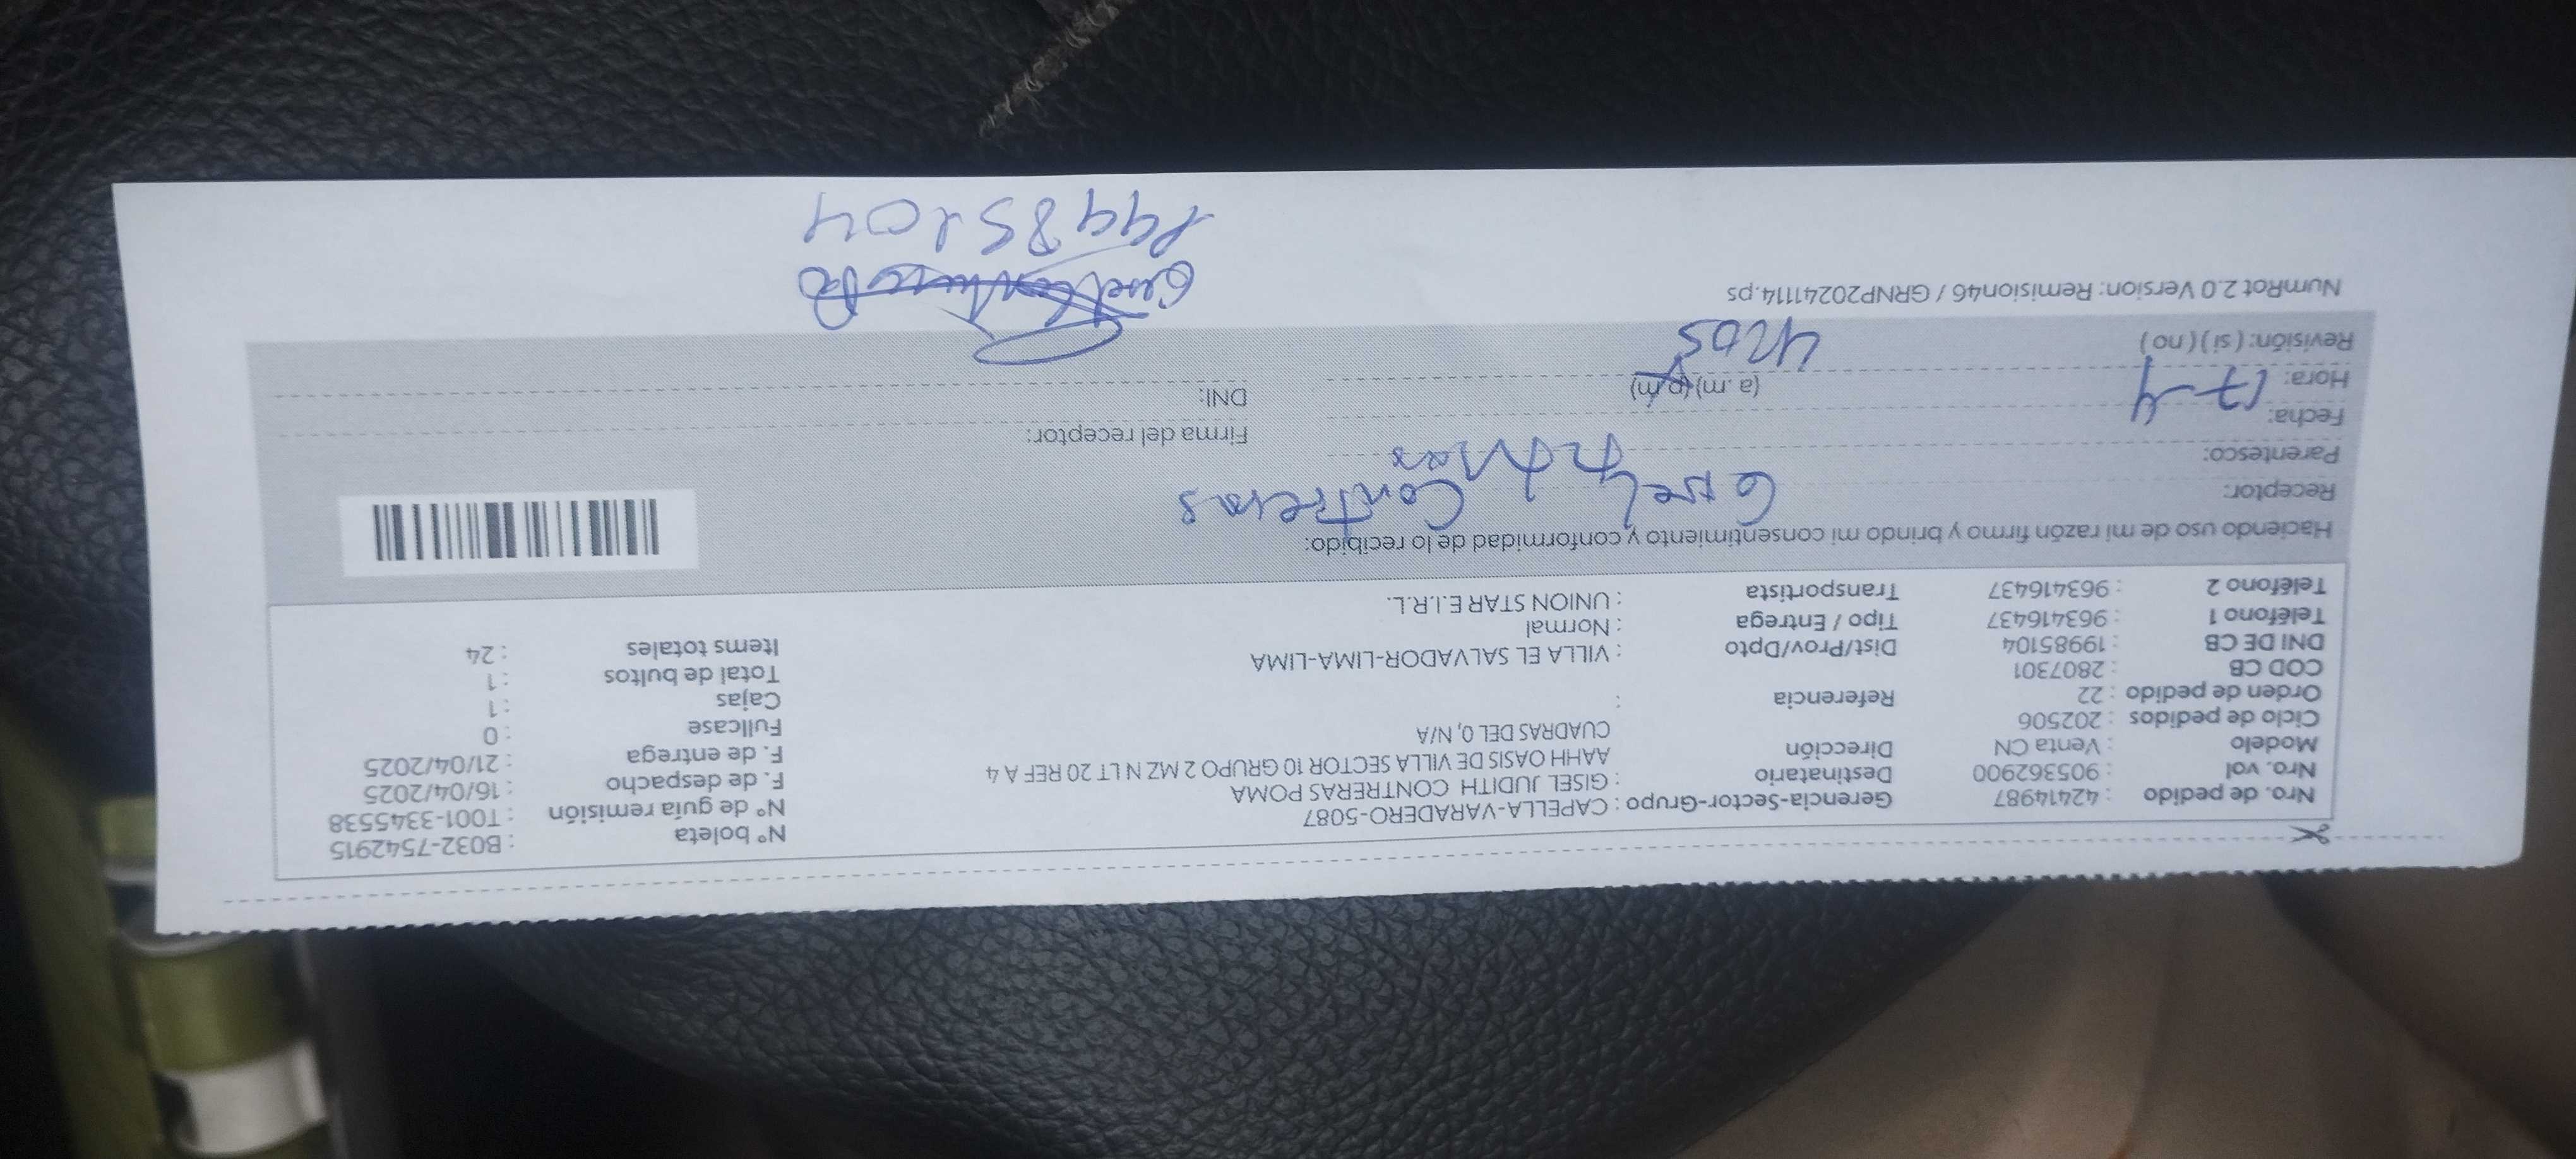 Nro. de pedido : 42414987 Gerencia-Sector-Grupo : CAPELLA-VARADERO-5087 N° boleta : B032-7542915
Nro. vol : 905362900 Destinatario : GISEL JUDITH CONTRERAS POMA N° de guía remisión : T001-3345538
Modelo : Venta CN Dirección AAHH OASIS DE VILLA SECTOR 10 GRUPO 2 MZ N LT 20 REF A 4 F. de despacho : 16/04/2025
Ciclo de pedidos : 202506 CUADRAS DEL 0, N/A F. de entrega : 21/04/2025
Orden de pedido : 22 Referencia : Fullcase : 0
COD CB : 2807301 Cajas : 1
DNI DE CB : 19985104 Dist/Prov/Dpto : VILLA EL SALVADOR-LIMA-LIMA Total de bultos : 1
Teléfono 1 : 963416437 Tipo / Entrega : Normal Items totales : 24
Teléfono 2 : 963416437 Transportista : UNION STAR E.I.R.L.
Haciendo uso de mi razón firmo y brindo mi consentimiento y conformidad de lo recibido:
Receptor: Gisel Contreras
Parentesco: Firma del receptor:
Fecha: 17-4
Hora: (a.m) (p.m) DNI:
Revisión: ( si ) ( no )
NumRot 2.0 Version: Remision46 / GRNP20241114.ps
19985104